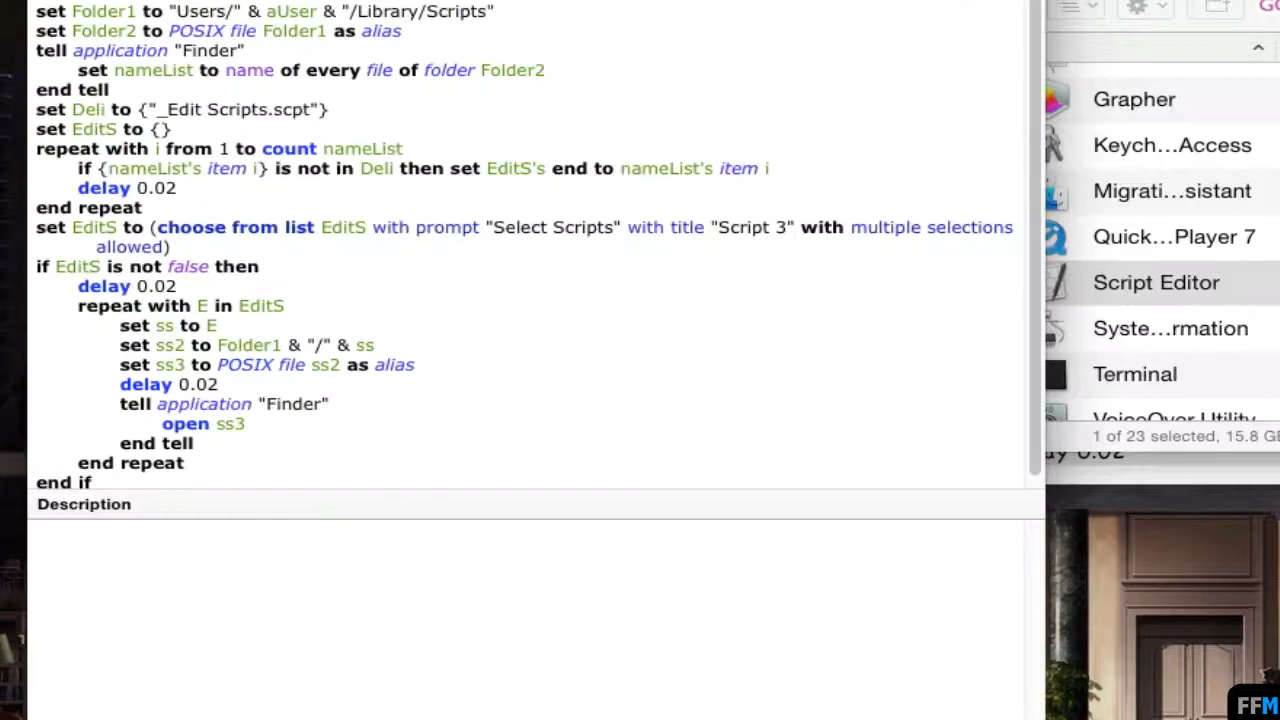 set Folder1 to "Users/" & aUser & "/Library/Scripts"
set Folder2 to POSIX file Folder1 as alias
tell application "Finder"
set nameList to name of every file of folder Folder2
end tell
set Deli to {"_Edit Scripts.scpt"}
set EditS to {}
repeat with i from 1 to count nameList
if {nameList's item i} is not in Deli then set EditS's end to nameList's item i
delay 0.02
end repeat
set EditS to (choose from list EditS with prompt "Select Scripts" with title "Script 3" with multiple selections
allowed)
if EditS is not false then
delay 0.02
repeat with E in EditS
set ss to E
set ss2 to Folder1 & "/" & ss
set ss3 to POSIX file ss2 as alias
delay 0.02
tell application "Finder"
open ss3
end tell
end repeat
end if
Description
Grapher
Keych…Access
Migrati…sistant
Quick…Player 7
Script Editor
Syste…rmation
Terminal
VoiceOver Utility
1 of 23 selected, 15.8 GB
0.02
FFM